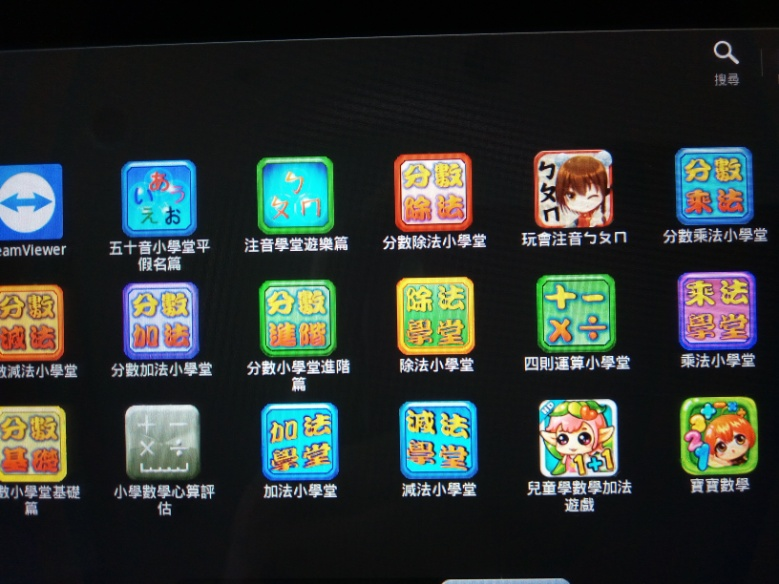 搜尋
あ
い つ
え お
ㄅ
ㄆ ㄇ
分數
除法
ㄅ
ㄆ
ㄇ
分數
乘法
eamViewer
五十音小學堂平
假名篇
注音學堂遊樂篇
分數除法小學堂
玩會注音ㄅㄆㄇ
分數乘法小學堂
分數
減法
分數
加法
分數
進階
除法
學堂
+ −
× ÷
乘法
學堂
數減法小學堂
分數加法小學堂
分數小學堂進階
篇
除法小學堂
四則運算小學堂
乘法小學堂
分數
基礎
+ −
× ÷
加法
學堂
減法
學堂
1+1
數小學堂基礎
篇
小學數學心算評
估
加法小學堂
減法小學堂
兒童學數學加法
遊戲
寶寶數學